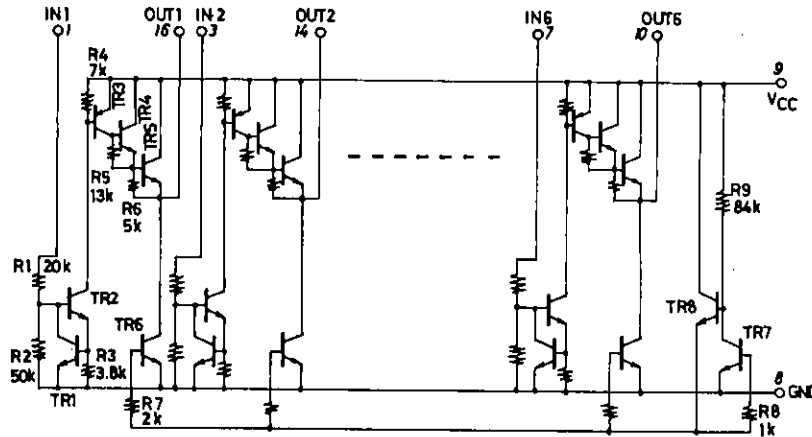 IN1
1
OUT1
16
IN2
3
OUT2
14
IN6
7
OUT6
10
9
VCC
R4
7k
TR3
TR4
TR5
R5
13k
R6
5k
R9
84k
R1 20k
TR2
TR6
TR8
TR7
R2
50k
R3
3.8k
TR1
R7
2k
8
GND
R8
1k